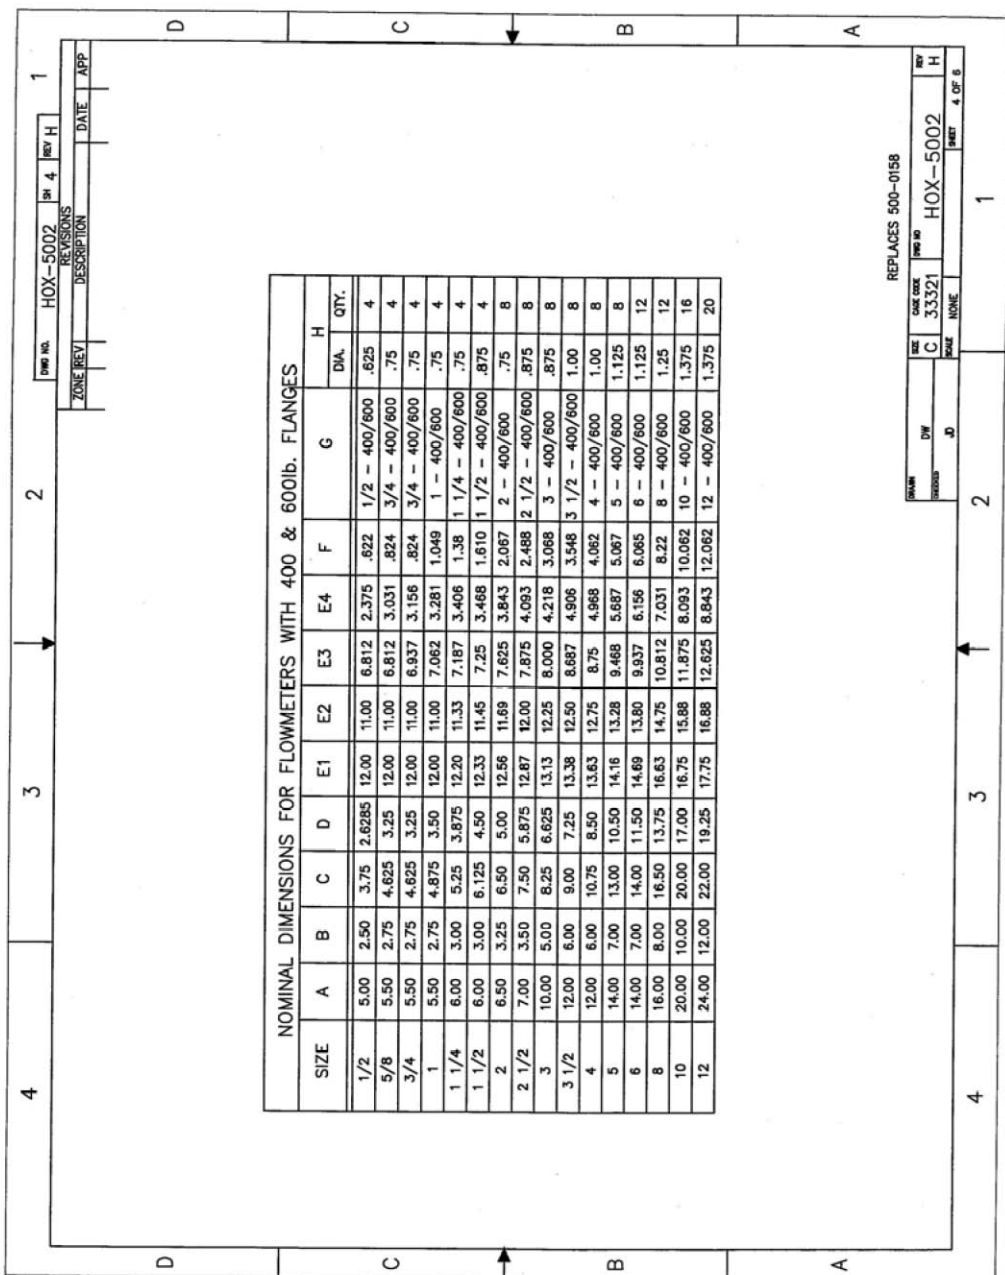 4 3 2 1
DWG NO. HOX-5002 SH 4 REV H
REVISIONS
ZONE REV DESCRIPTION DATE APP
D D
C C
B B
A A
NOMINAL DIMENSIONS FOR FLOWMETERS WITH 400 & 600lb. FLANGES
SIZE A B C D E1 E2 E3 E4 F G H
DIA. QTY.
1/2 5.00 2.50 3.75 2.6285 12.00 11.00 6.812 2.375 .622 1/2 - 400/600 .625 4
5/8 5.50 2.75 4.625 3.25 12.00 11.00 6.812 3.031 .824 3/4 - 400/600 .75 4
3/4 5.50 2.75 4.625 3.25 12.00 11.00 6.937 3.156 .824 3/4 - 400/600 .75 4
1 5.50 2.75 4.875 3.50 12.00 11.00 7.062 3.281 1.049 1 - 400/600 .75 4
1 1/4 6.00 3.00 5.25 3.875 12.20 11.33 7.187 3.406 1.38 1 1/4 - 400/600 .75 4
1 1/2 6.00 3.00 6.125 4.50 12.33 11.45 7.25 3.468 1.610 1 1/2 - 400/600 .875 4
2 6.50 3.25 6.50 5.00 12.56 11.69 7.625 3.843 2.067 2 - 400/600 .75 8
2 1/2 7.00 3.50 7.50 5.875 12.87 12.00 7.875 4.093 2.488 2 1/2 - 400/600 .875 8
3 10.00 5.00 8.25 6.625 13.13 12.25 8.000 4.218 3.068 3 - 400/600 .875 8
3 1/2 12.00 6.00 9.00 7.25 13.38 12.50 8.687 4.906 3.548 3 1/2 - 400/600 1.00 8
4 12.00 6.00 10.75 8.50 13.63 12.75 8.75 4.968 4.062 4 - 400/600 1.00 8
5 14.00 7.00 13.00 10.50 14.16 13.28 9.468 5.687 5.067 5 - 400/600 1.125 8
6 14.00 7.00 14.00 11.50 14.69 13.80 9.937 6.156 6.065 6 - 400/600 1.125 12
8 16.00 8.00 16.50 13.75 16.63 14.75 10.812 7.031 8.22 8 - 400/600 1.25 12
10 20.00 10.00 20.00 17.00 16.75 15.88 11.875 8.093 10.062 10 - 400/600 1.375 16
12 24.00 12.00 22.00 19.25 17.75 16.88 12.625 8.843 12.062 12 - 400/600 1.375 20
REPLACES 500-0158
DRAWN DW
CHECKED JD
SIZE C
CAGE CODE 33321
DWG NO HOX-5002
REV H
SCALE NONE
SHEET 4 OF 6
4 3 2 1